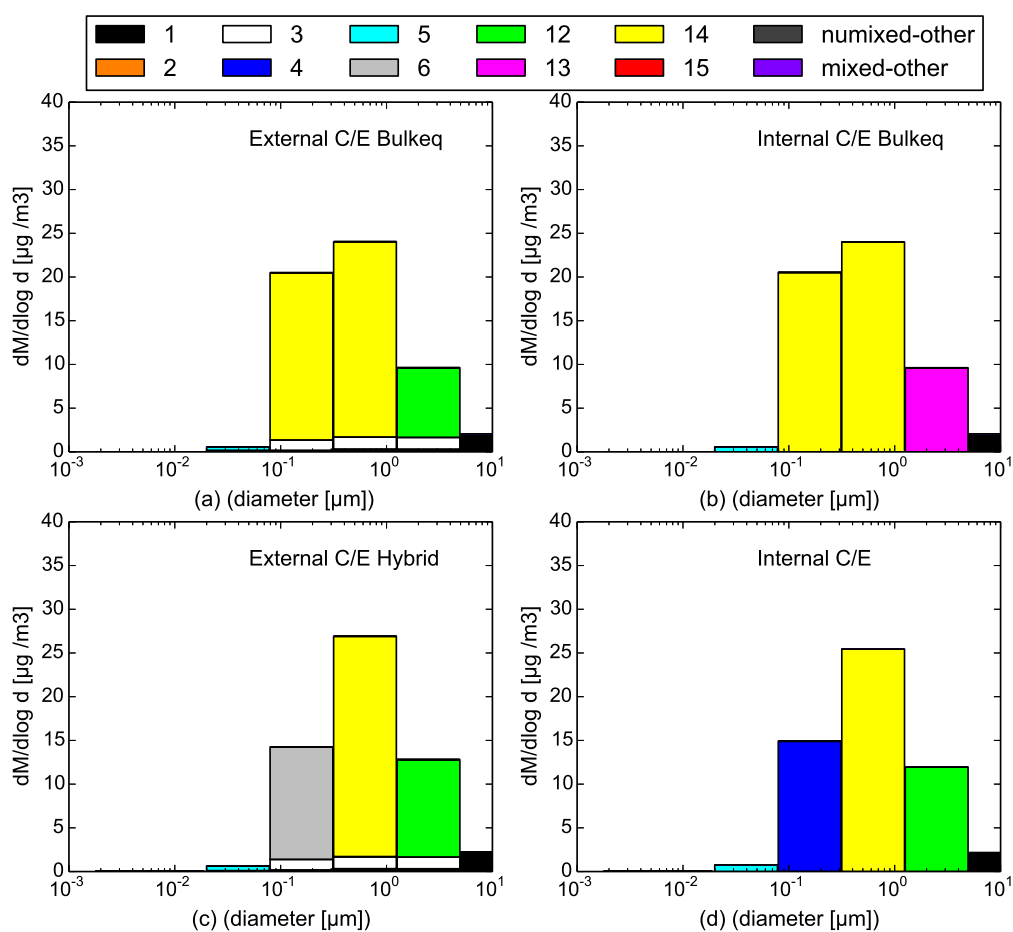 1 3 5 12 14 numixed-other
2 4 6 13 15 mixed-other
40 35 30 25 20 15 10 5 0
dM/dlog d [µg /m3]
External C/E Bulkeq
10⁻³ 10⁻² 10⁻¹ 10⁰ 10¹
(a) (diameter [µm])
40 35 30 25 20 15 10 5 0
dM/dlog d [µg /m3]
Internal C/E Bulkeq
10⁻³ 10⁻² 10⁻¹ 10⁰ 10¹
(b) (diameter [µm])
40 35 30 25 20 15 10 5 0
dM/dlog d [µg /m3]
External C/E Hybrid
10⁻³ 10⁻² 10⁻¹ 10⁰ 10¹
(c) (diameter [µm])
40 35 30 25 20 15 10 5 0
dM/dlog d [µg /m3]
Internal C/E
10⁻³ 10⁻² 10⁻¹ 10⁰ 10¹
(d) (diameter [µm])